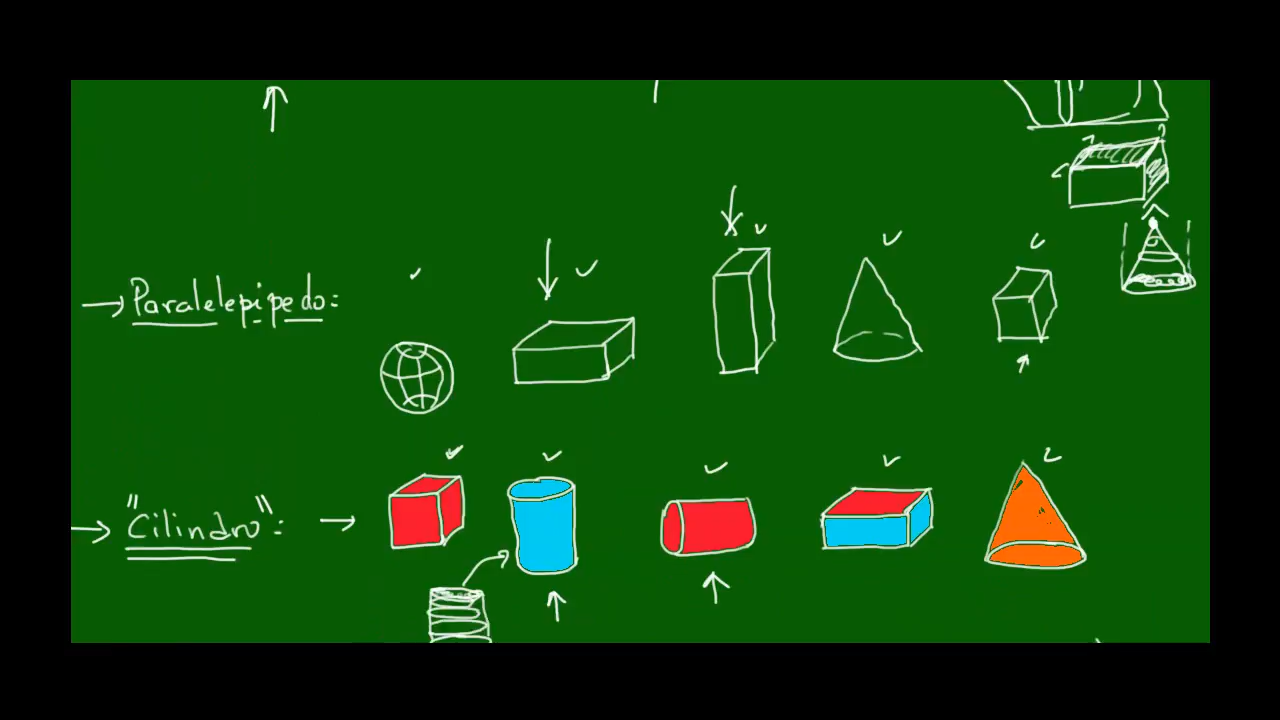 → Paralelepipedo:
→ "Cilindro": →